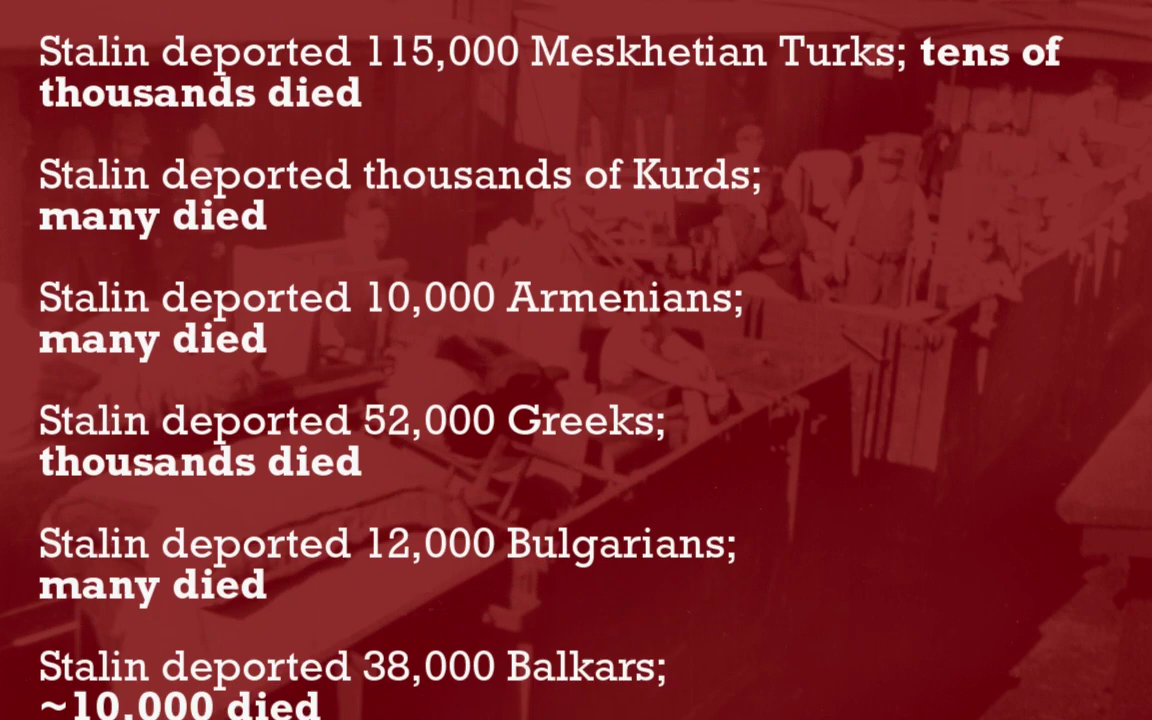 Stalin deported 115,000 Meskhetian Turks; tens of
thousands died
Stalin deported thousands of Kurds;
many died
Stalin deported 10,000 Armenians;
many died
Stalin deported 52,000 Greeks;
thousands died
Stalin deported 12,000 Bulgarians;
many died
Stalin deported 38,000 Balkars;
~10,000 died